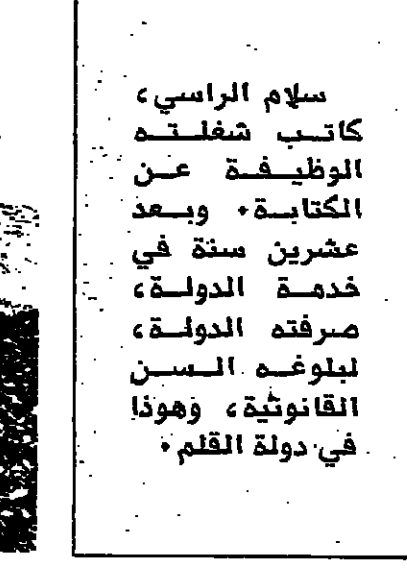 سلام الراسي،
كاتب شغلته
الوظيفة عن
الكتابة. وبعد
عشرين سنة في
خدمة الدولة،
صرفته الدولة،
لبلوغه السن
القانونية، وهوذا
في دولة القلم.